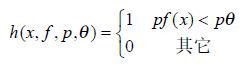 h(x, f, p,θ) = { 1 pf(x) < pθ
0 其它